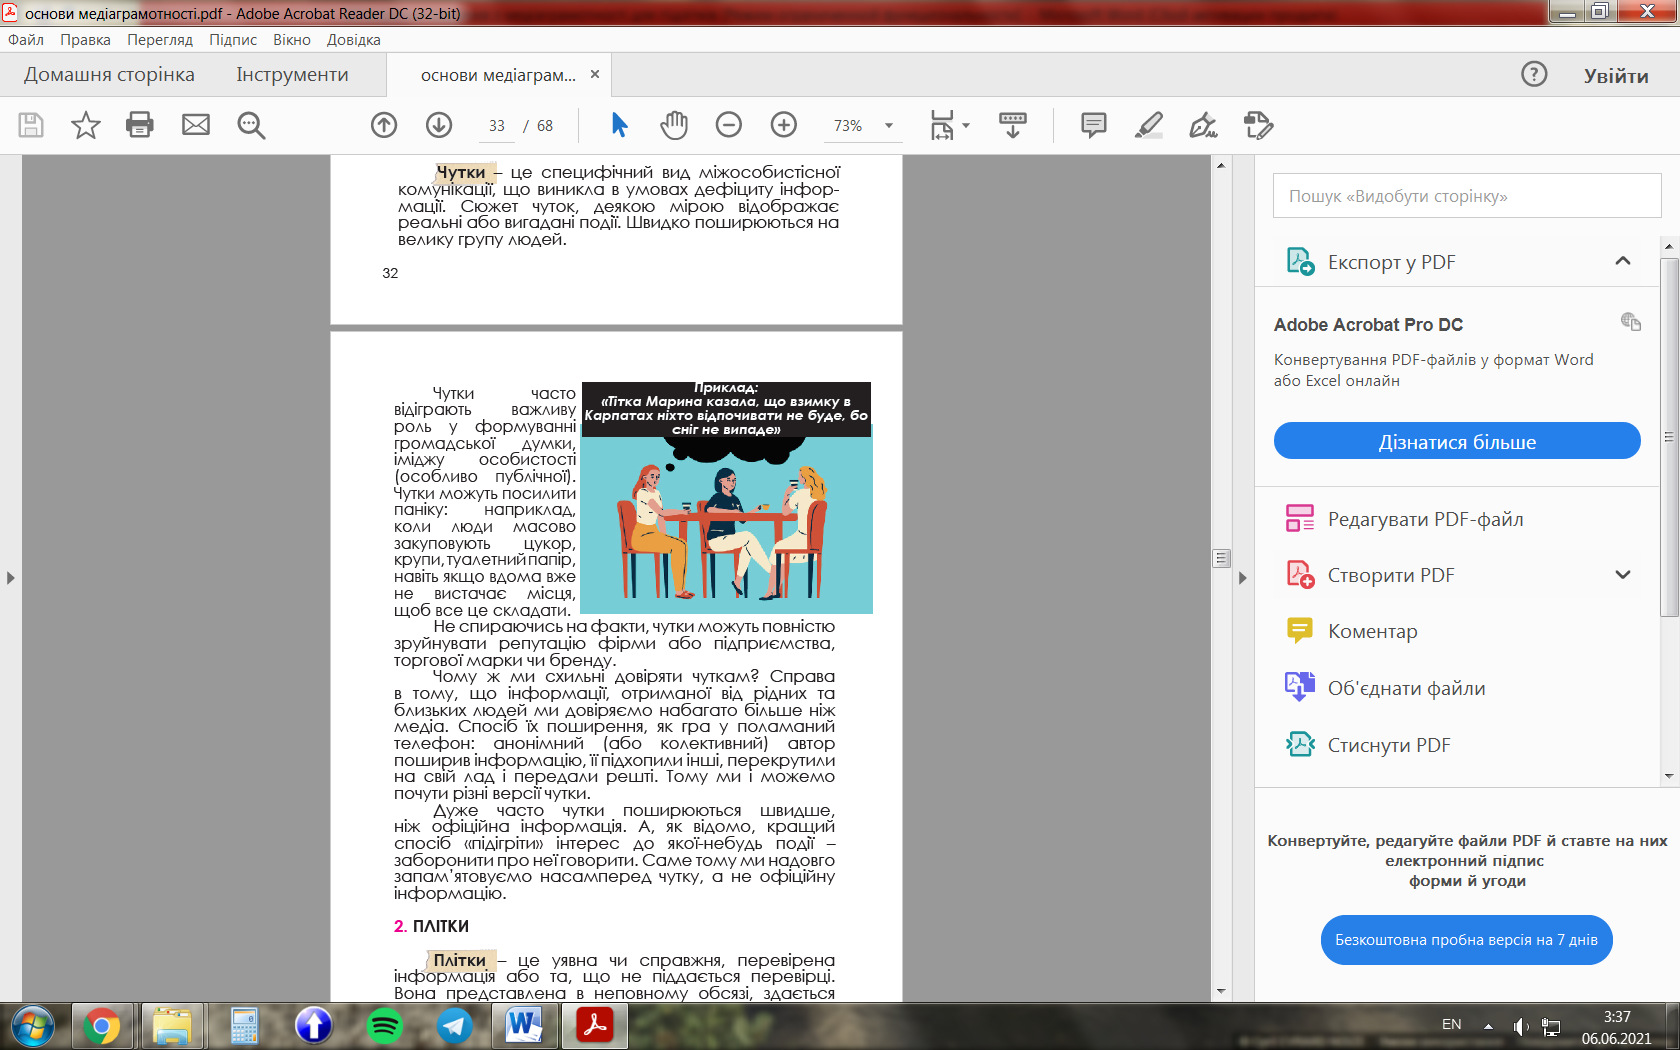 основи медіаграмотності.pdf - Adobe Acrobat Reader DC (32-bit)
Файл Правка Перегляд Підпис Вікно Довідка
Домашня сторінка Інструменти основи медіаграм... × ? Увійти
33 / 68 73%
Чутки – це специфічний вид міжособистісної
комунікації, що виникла в умовах дефіциту інфор-
мації. Сюжет чуток, деякою мірою відображає
реальні або вигадані події. Швидко поширюються на
велику групу людей.
32
Чутки часто
відіграють важливу
роль у формуванні
громадської думки,
іміджу особистості
(особливо публічної).
Чутки можуть посилити
паніку: наприклад,
коли люди масово
закуповують цукор,
крупи, туалетний папір,
навіть якщо вдома вже
не вистачає місця,
щоб все це складати.
Приклад:
«Тітка Марина казала, що взимку в
Карпатах ніхто відпочивати не буде, бо
сніг не випаде»
Не спираючись на факти, чутки можуть повністю
зруйнувати репутацію фірми або підприємства,
торгової марки чи бренду.
Чому ж ми схильні довіряти чуткам? Справа
в тому, що інформації, отриманої від рідних та
близьких людей ми довіряємо набагато більше ніж
медіа. Спосіб їх поширення, як гра у поламаний
телефон: анонімний (або колективний) автор
поширив інформацію, її підхопили інші, перекрутили
на свій лад і передали решті. Тому ми і можемо
почути різні версії чутки.
Дуже часто чутки поширюються швидше,
ніж офіційна інформація. А, як відомо, кращий
спосіб «підігріти» інтерес до якої-небудь події –
заборонити про неї говорити. Саме тому ми надовго
запам’ятовуємо насамперед чутку, а не офіційну
інформацію.
2. ПЛІТКИ
Плітки – це уявна чи справжня, перевірена
інформація або та, що не піддається перевірці.
Вона представлена в неповному обсязі, здається
Пошук «Видобути сторінку»
Експорт у PDF
Adobe Acrobat Pro DC
Конвертування PDF-файлів у формат Word
або Excel онлайн
Дізнатися більше
Редагувати PDF-файл
Створити PDF
Коментар
Об'єднати файли
Стиснути PDF
Конвертуйте, редагуйте файли PDF й ставте на них
електронний підпис
форми й угоди
Безкоштовна пробна версія на 7 днів
EN
3:37
06.06.2021